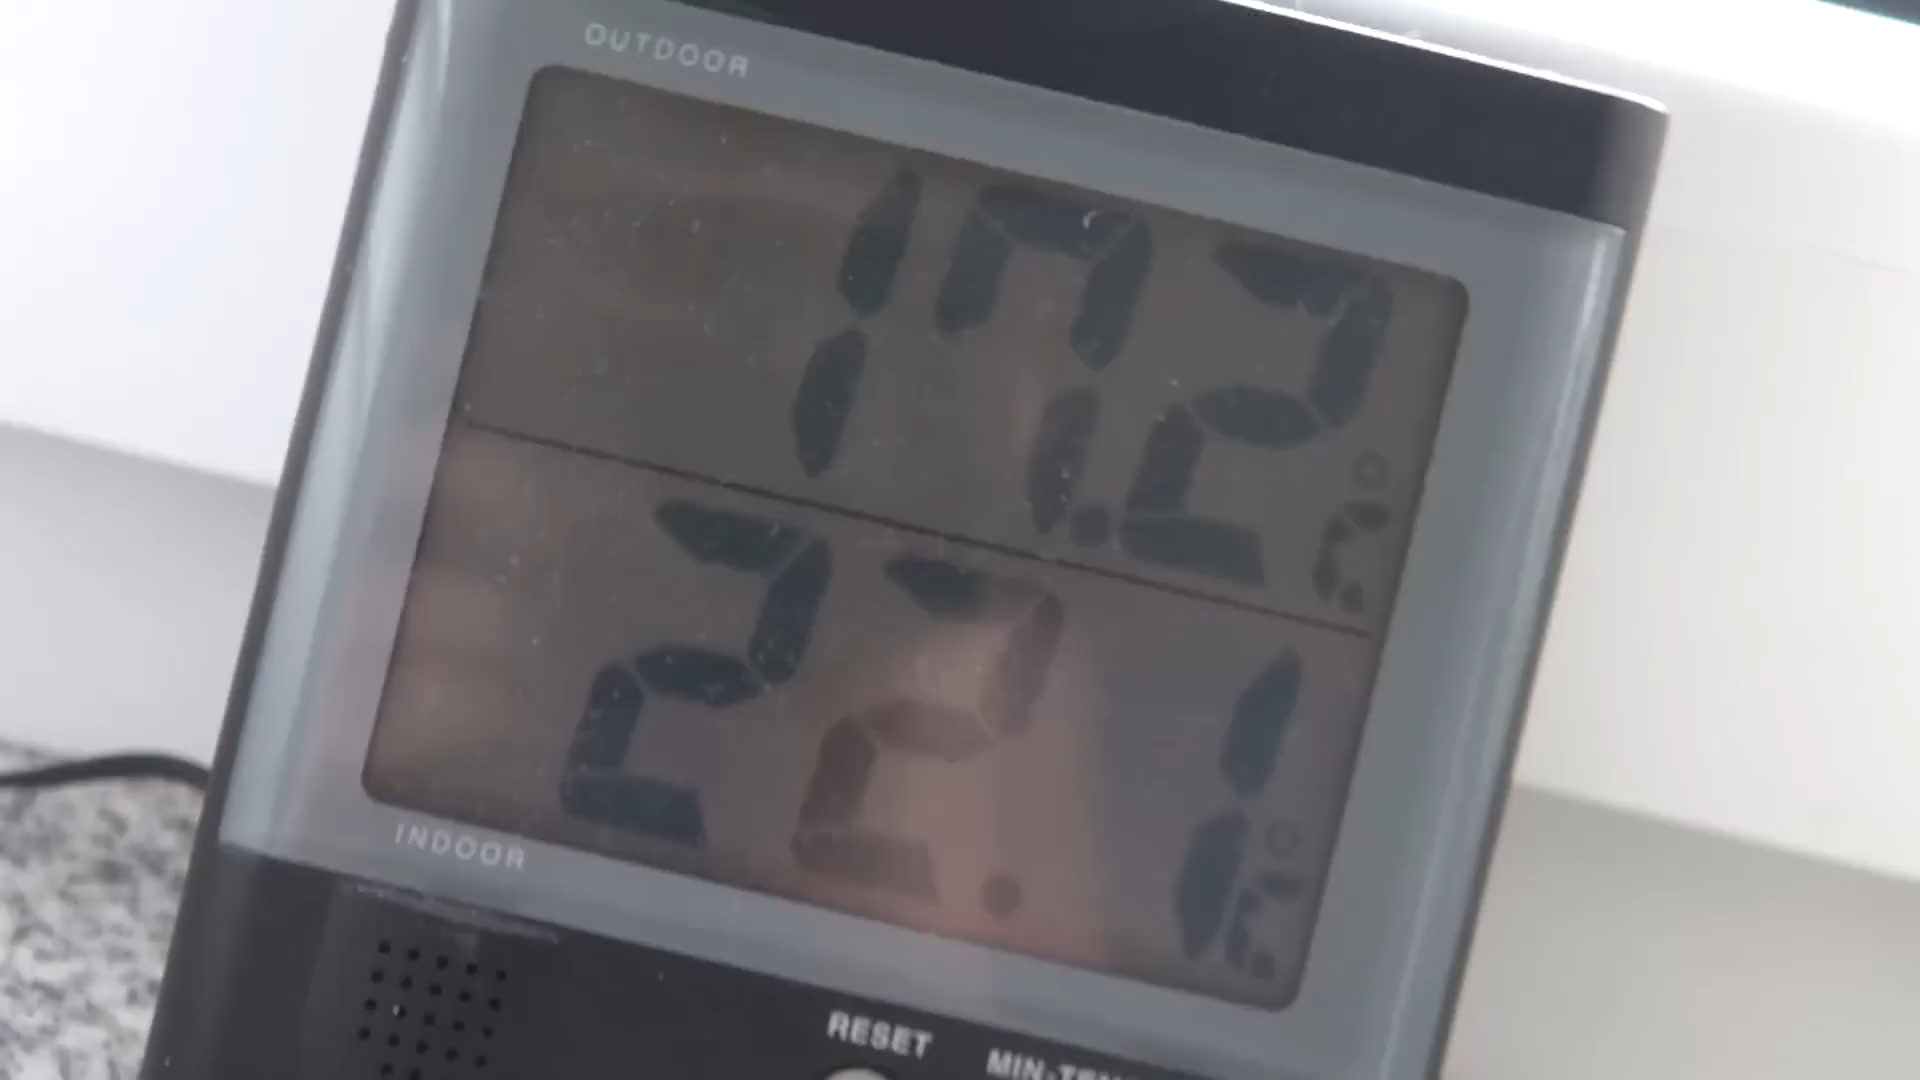 OUTDOOR
17.2 °C
22.1 °C
INDOOR
RESET